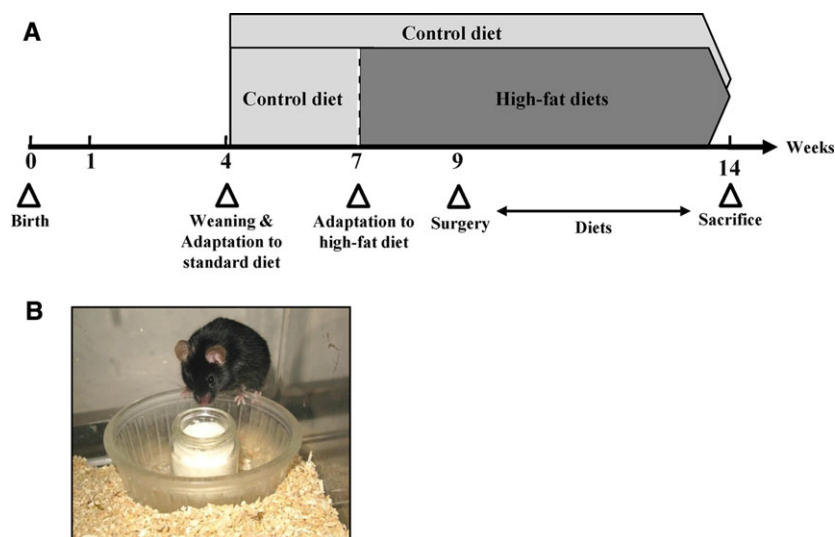 A
Control diet
Control diet
High-fat diets
Weeks
0
1
4
7
9
14
Birth
Weaning &
Adaptation to
standard diet
Adaptation to
high-fat diet
Surgery
Diets
Sacrifice
B